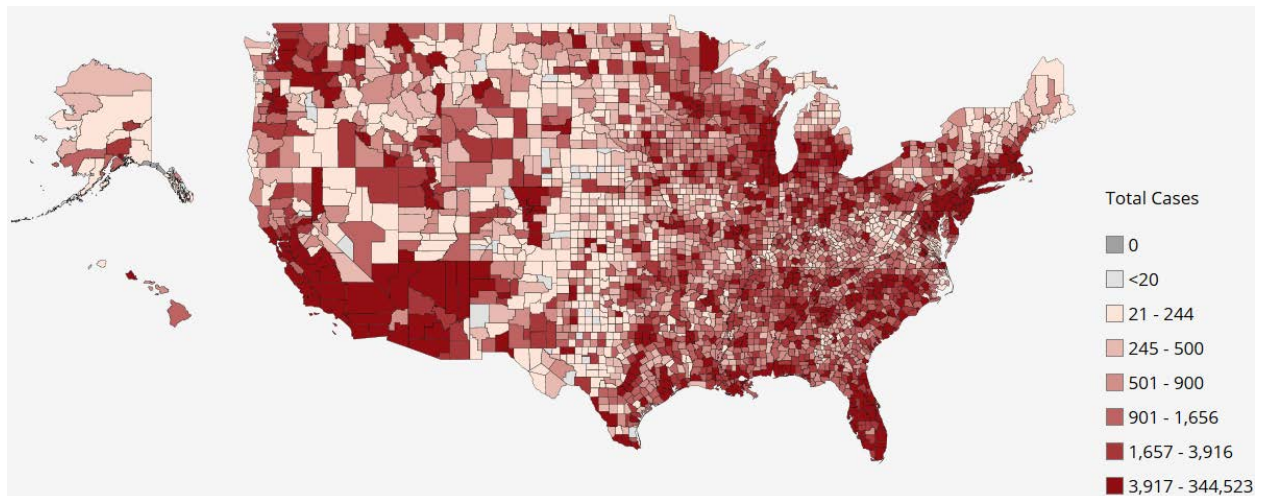 Total Cases
0
<20
21 - 244
245 - 500
501 - 900
901 - 1,656
1,657 - 3,916
3,917 - 344,523